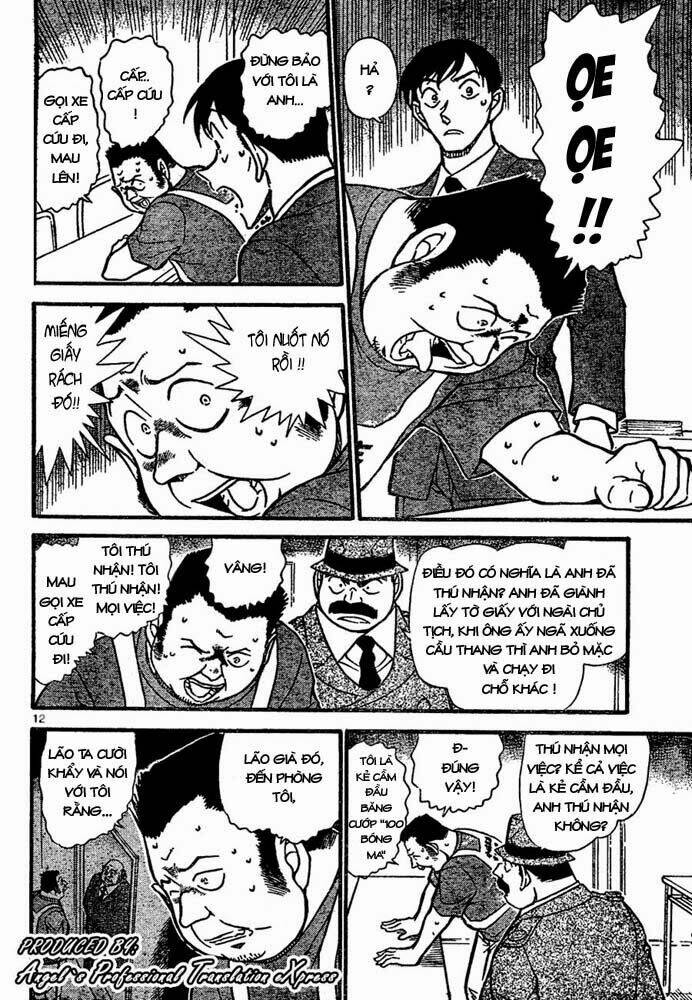 ỌE
ỌE
!!
HẢ
?
ĐỪNG BẢO
VỚI TÔI LÀ
ANH...
CẤP..
CẤP CỨU
!
GỌI XE
CẤP
CỨU ĐI,
MAU
LÊN!
TÔI NUỐT NÓ
RỒI !!
MIẾNG
GIẤY
RÁCH
ĐÓ!!
ĐIỀU ĐÓ CÓ NGHĨA LÀ ANH ĐÃ
THÚ NHẬN? ANH ĐÃ GIÀNH
LẤY TỜ GIẤY VỚI NGÀI CHỦ
TỊCH, KHI ÔNG ẤY NGÃ XUỐNG
CẦU THANG THÌ ANH BỎ MẶC
VÀ CHẠY ĐI
CHỖ KHÁC !
VÂNG!
TÔI THÚ
NHẬN! TÔI
THÚ NHẬN!
MỌI VIỆC!
MAU
GỌI XE
CẤP
CỨU
ĐI!
12
THÚ NHẬN MỌI
VIỆC? KỂ CẢ VIỆC
LÀ KẺ CẦM ĐẦU,
ANH THÚ NHẬN
KHÔNG?
Đ-
ĐÚNG
VẬY!
TÔI LÀ
KẺ CẦM
ĐẦU
BĂNG
CƯỚP "100
BÓNG
MA"
LÃO GIÀ ĐÓ,
ĐẾN PHÒNG
TÔI,
LÃO TA CƯỜI
KHẨY VÀ NÓI
VỚI TÔI
RẰNG...
PRODUCED BY:
Angel's Professional Translation eXpress